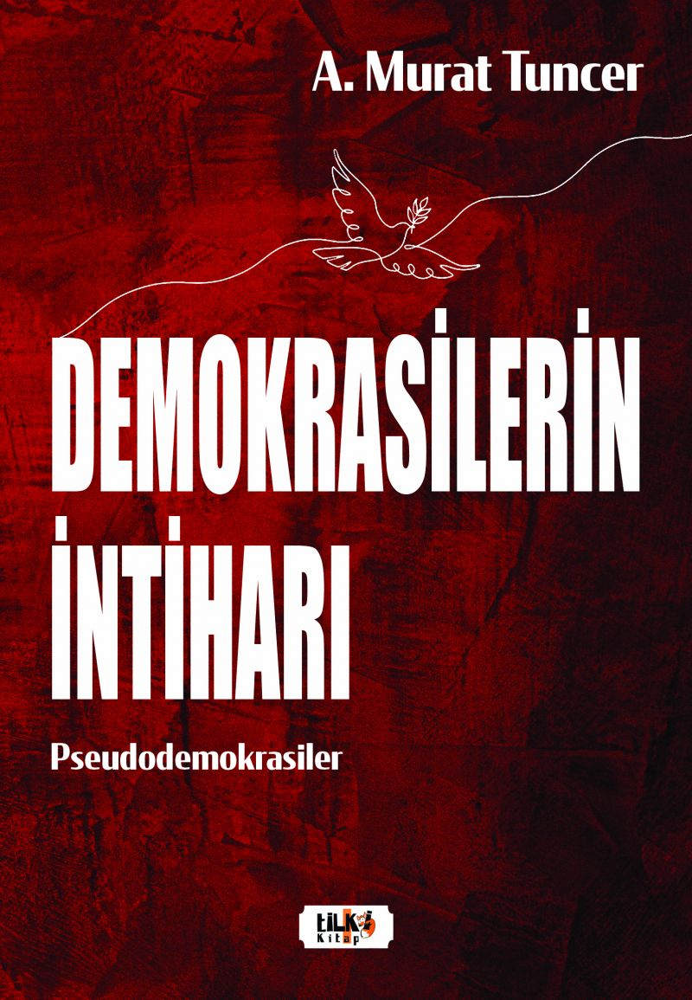 A. Murat Tuncer
DEMOKRASİLERİN
İNTİHARI
Pseudodemokrasiler
tiLKi
Kitap